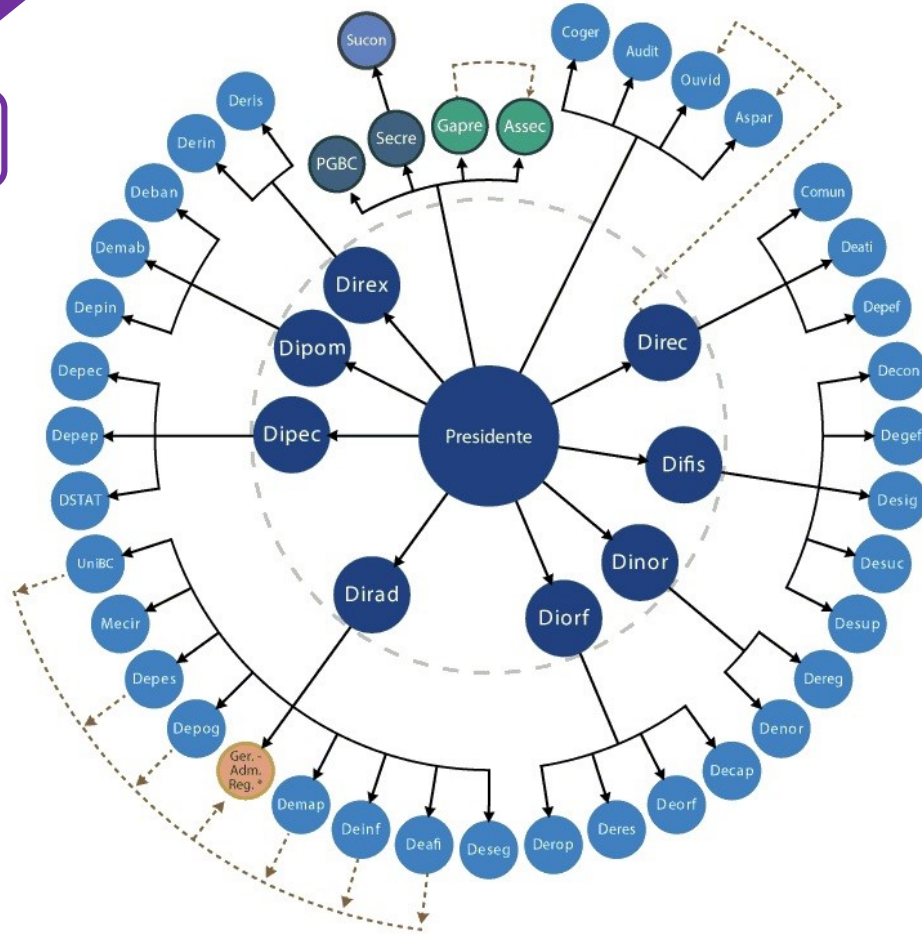 Sucon
Coger
Audit
Ouvid
Aspar
Deris
Derin
PGBC
Secre
Gapre
Assec
Deban
Demab
Depin
Comun
Deati
Depef
Direx
Dipom
Direc
Depec
Depep
DSTAT
Dipec
Presidente
Difis
Decon
Degef
Desig
Desuc
Desup
UniBC
Mecir
Depes
Depog
Dirad
Diorf
Dinor
Dereg
Denor
Ger. -
Adm.
Reg. *
Demap
Deinf
Deafi
Deseg
Derop
Deres
Deorf
Decap